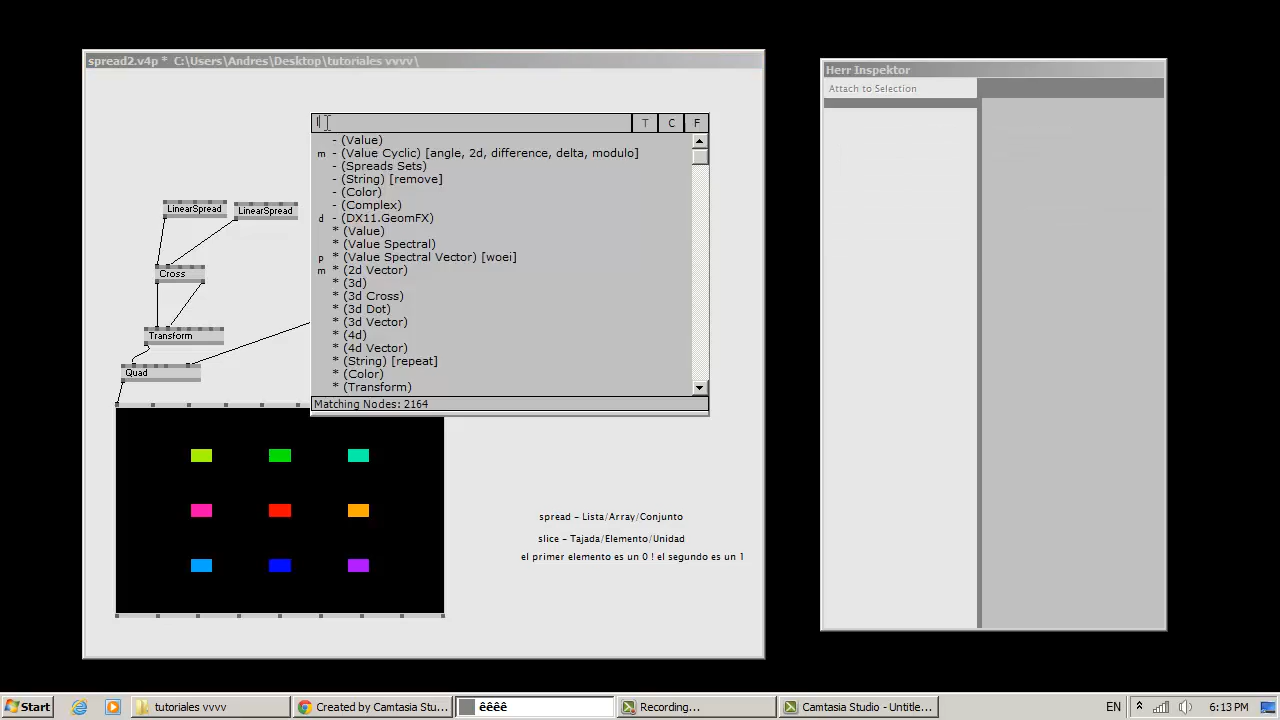 spread2.v4p * C:\Users\Andres\Desktop\tutoriales vvvv\
Herr Inspektor
Attach to Selection
T C F
- (Value)
m - (Value Cyclic) [angle, 2d, difference, delta, modulo]
- (Spreads Sets)
- (String) [remove]
- (Color)
- (Complex)
d - (DX11.GeomFX)
* (Value)
* (Value Spectral)
p * (Value Spectral Vector) [woei]
m * (2d Vector)
* (3d)
* (3d Cross)
* (3d Dot)
* (3d Vector)
* (4d)
* (4d Vector)
* (String) [repeat]
* (Color)
* (Transform)
Matching Nodes: 2164
LinearSpread
LinearSpread
Cross
Transform
Quad
spread - Lista/Array/Conjunto
slice - Tajada/Elemento/Unidad
el primer elemento es un 0 ! el segundo es un 1
Start
tutoriales vvvv
Created by Camtasia Stu...
êêêê
Recording...
Camtasia Studio - Untitle...
EN
6:13 PM